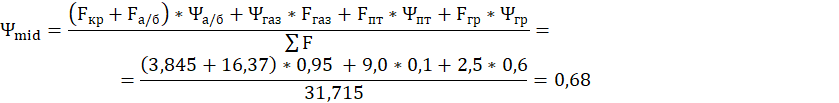 Ψmid = (Fкр + Fа/б) * Ψа/б + Ψгаз * Fгаз + Fпт * Ψпт + Fгр * Ψгр / ∑ F =
= (3,845 + 16,37) * 0,95 + 9,0 * 0,1 + 2,5 * 0,6 / 31,715 = 0,68